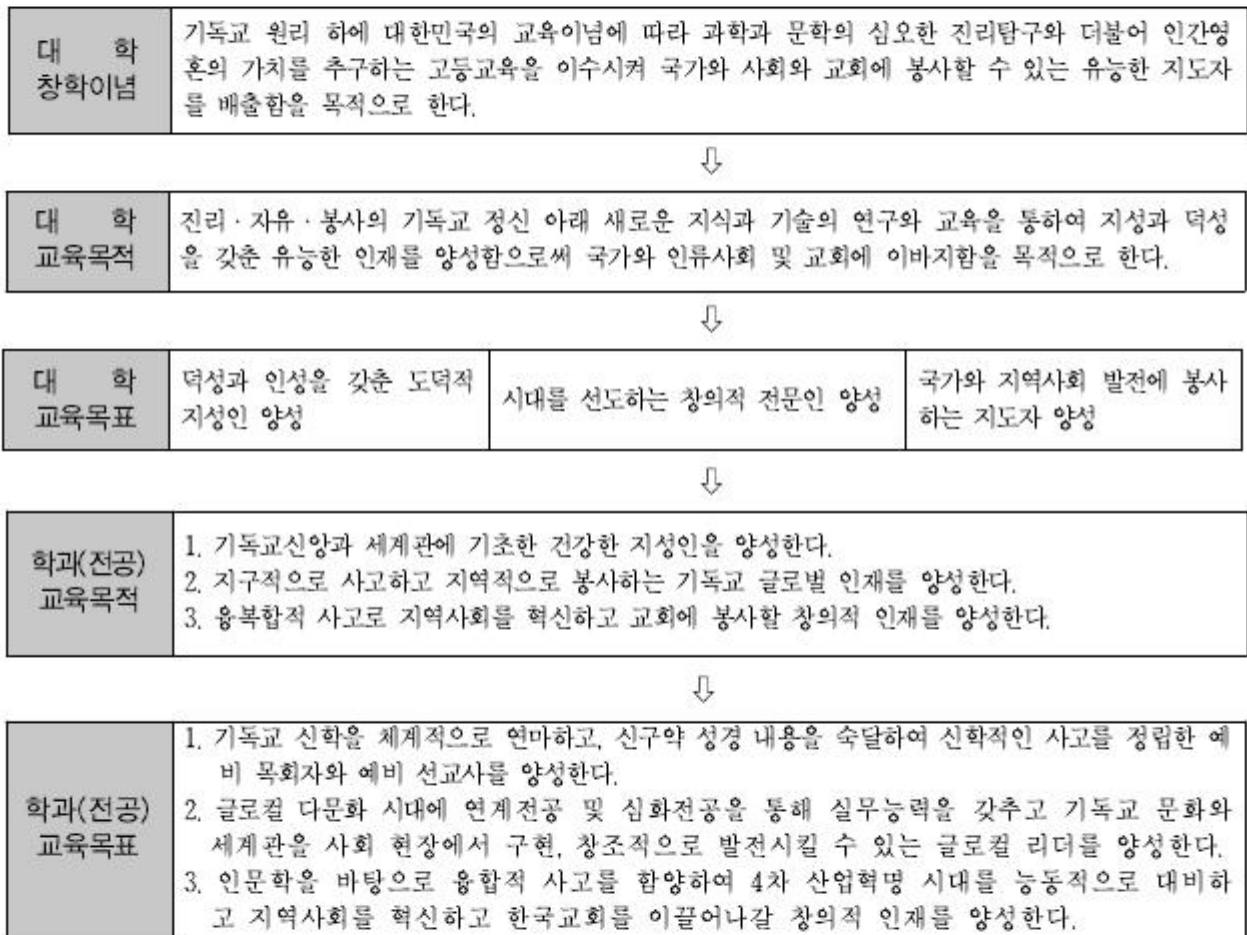 대 학
창학이념
기독교 원리 하에 대한민국의 교육이념에 따라 과학과 문학의 심오한 진리탐구와 더불어 인간영
혼의 가치를 추구하는 고등교육을 이수시켜 국가와 사회와 교회에 봉사할 수 있는 유능한 지도자
를 배출함을 목적으로 한다.
⇩
대 학
교육목적
진리·자유·봉사의 기독교 정신 아래 새로운 지식과 기술의 연구와 교육을 통하여 지성과 덕성
을 갖춘 유능한 인재를 양성함으로써 국가와 인류사회 및 교회에 이바지함을 목적으로 한다.
⇩
대 학
교육목표
덕성과 인성을 갖춘 도덕적
지성인 양성
시대를 선도하는 창의적 전문인 양성
국가와 지역사회 발전에 봉사
하는 지도자 양성
⇩
학과(전공)
교육목적
1. 기독교신앙과 세계관에 기초한 건강한 지성인을 양성한다.
2. 지구적으로 사고하고 지역적으로 봉사하는 기독교 글로벌 인재를 양성한다.
3. 융복합적 사고로 지역사회를 혁신하고 교회에 봉사할 창의적 인재를 양성한다.
⇩
학과(전공)
교육목표
1. 기독교 신학을 체계적으로 연마하고, 신구약 성경 내용을 숙달하여 신학적인 사고를 정립한 예
비 목회자와 예비 선교사를 양성한다.
2. 글로컬 다문화 시대에 연계전공 및 심화전공을 통해 실무능력을 갖추고 기독교 문화와
세계관을 사회 현장에서 구현, 창조적으로 발전시킬 수 있는 글로컬 리더를 양성한다.
3. 인문학을 바탕으로 융합적 사고를 함양하여 4차 산업혁명 시대를 능동적으로 대비하
고 지역사회를 혁신하고 한국교회를 이끌어나갈 창의적 인재를 양성한다.